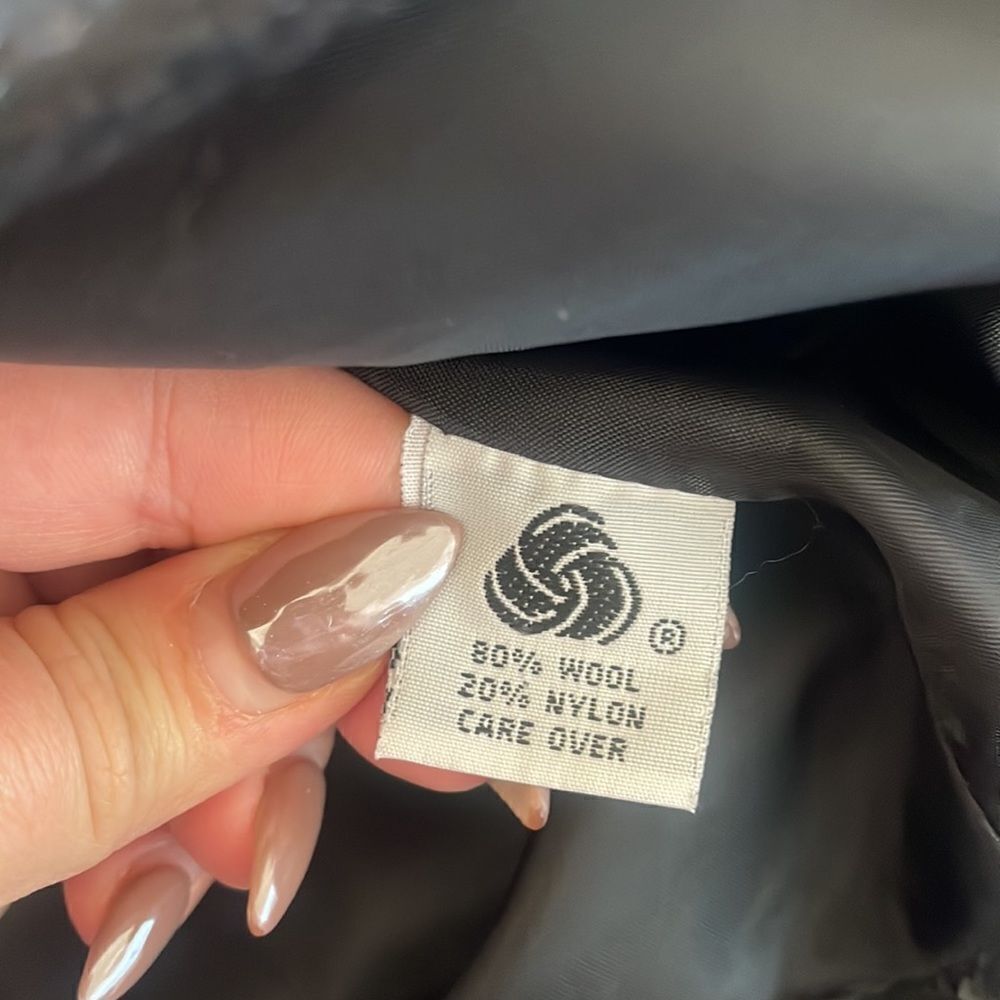 ®
80% WOOL
20% NYLON
CARE OVER